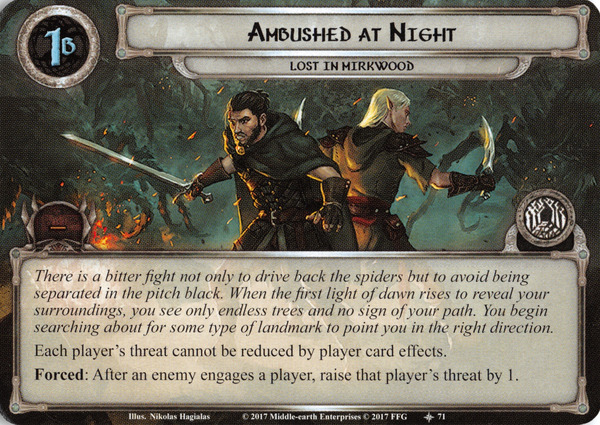 1B
Ambushed at Night
Lost in Mirkwood
–
There is a bitter fight not only to drive back the spiders but to avoid being
separated in the pitch black. When the first light of dawn rises to reveal your
surroundings, you see only endless trees and no sign of your path. You begin
searching about for some type of landmark to point you in the right direction.
Each player's threat cannot be reduced by player card effects.
Forced: After an enemy engages a player, raise that player's threat by 1.
Illus. Nikolas Hagialas © 2017 Middle-earth Enterprises © 2017 FFG 71